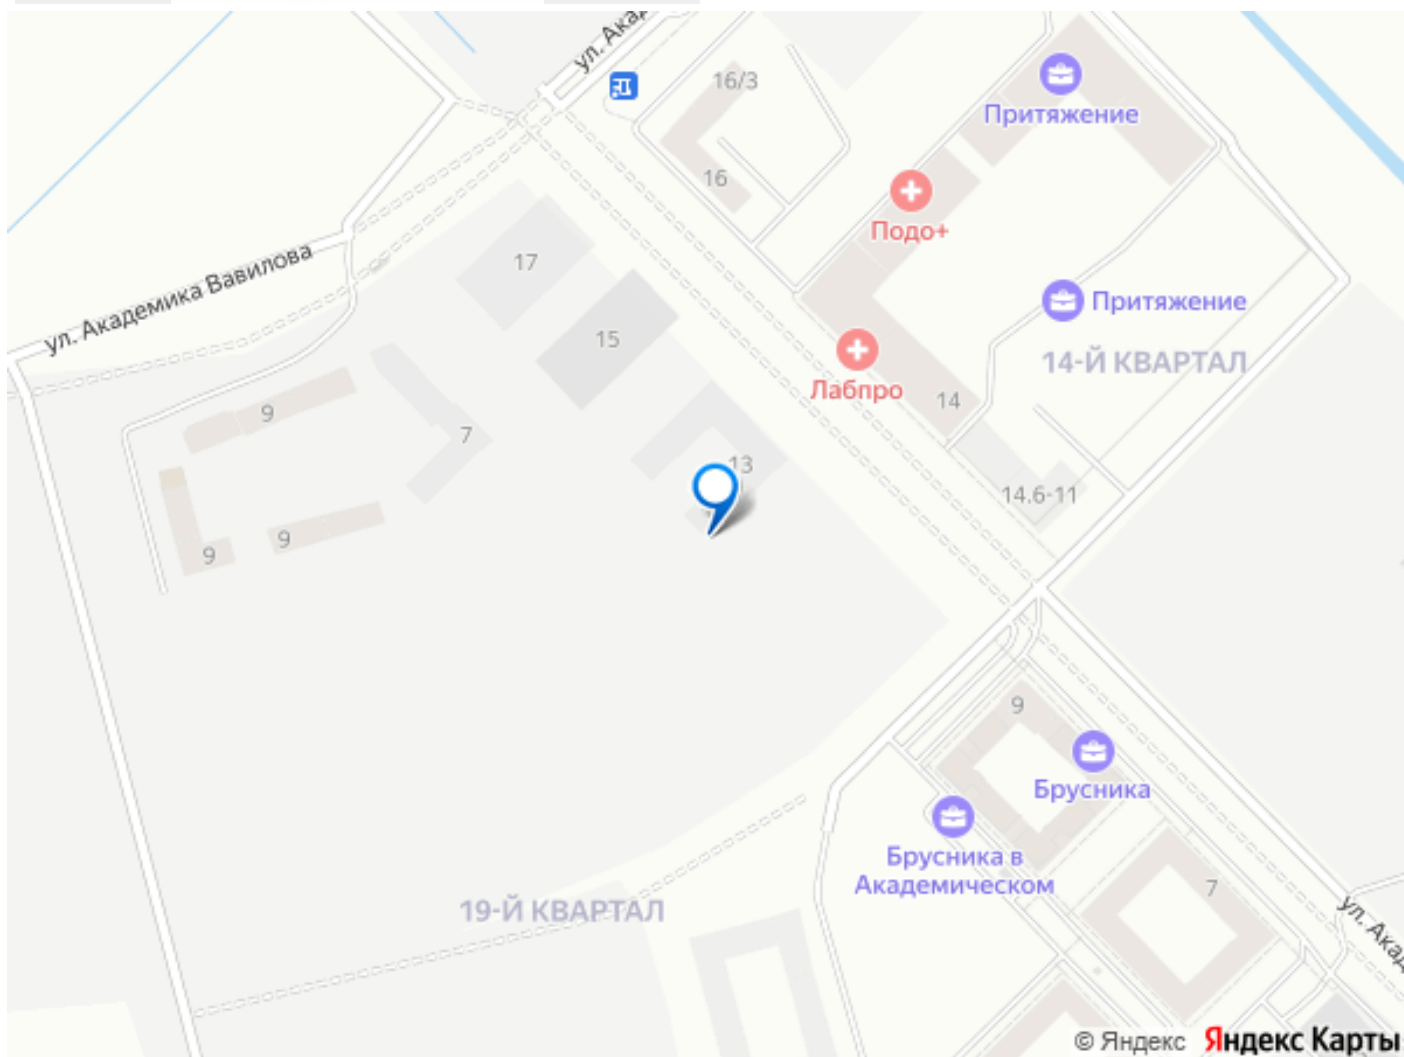 ул. Акад
16/3
Притяжение
16
Подо+
17
ул. Академика Вавилова
Притяжение
15
14-Й КВАРТАЛ
Лабпро
14
9
7
13
14.6-11
9
9
9
Брусника
Брусника в
Академическом
7
19-Й КВАРТАЛ
ул. Акад
© Яндекс Яндекс Карты